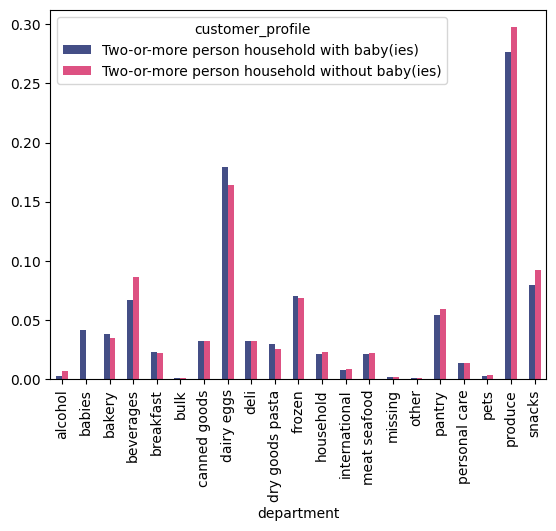 customer_profile
Two-or-more person household with baby(ies)
Two-or-more person household without baby(ies)
0.30
0.25
0.20
0.15
0.10
0.05
0.00
alcohol
babies
bakery
beverages
breakfast
bulk
canned goods
dairy eggs
deli
dry goods pasta
frozen
household
international
meat seafood
missing
other
pantry
personal care
pets
produce
snacks
department